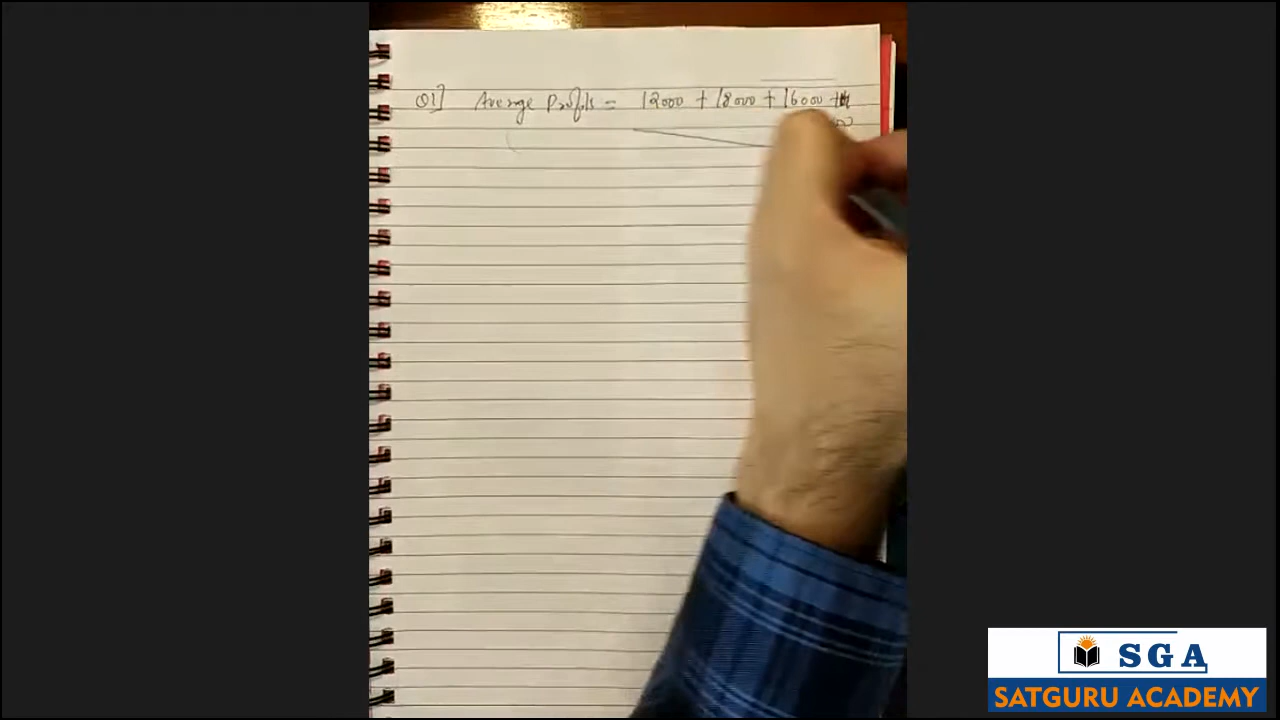 Q1] Average Profits = 12000 + 18000 + 16000 +
SGA
SATGURU ACADEMY